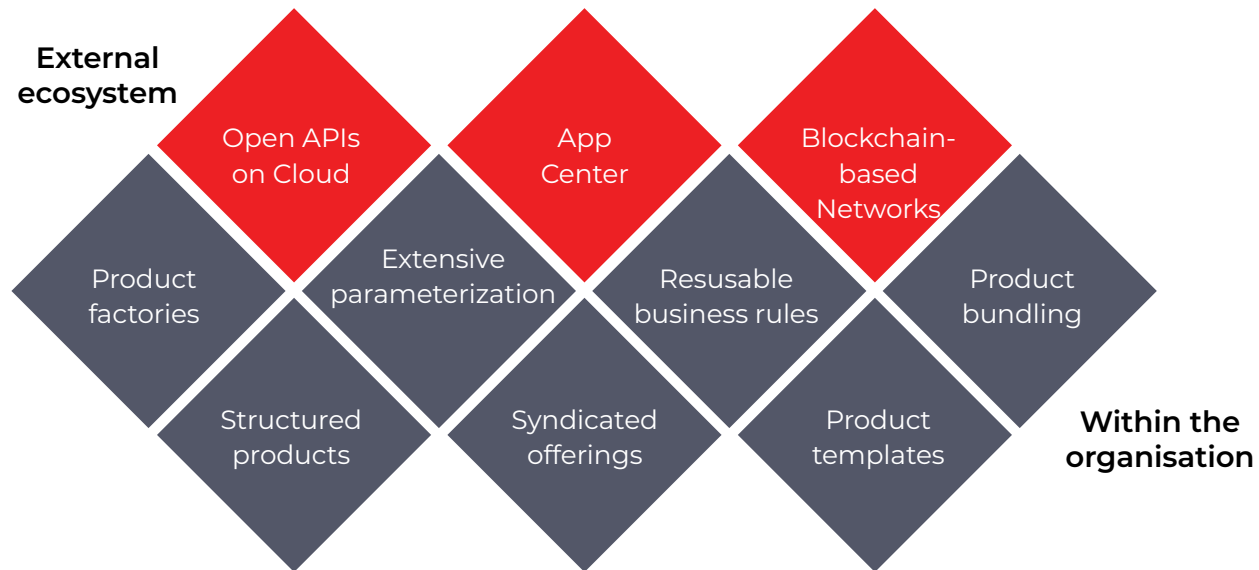 External
ecosystem
Open APIs
on Cloud
App
Center
Blockchain-
based
Networks
Product
factories
Extensive
parameterization
Resusable
business rules
Product
bundling
Structured
products
Syndicated
offerings
Product
templates
Within the
organisation